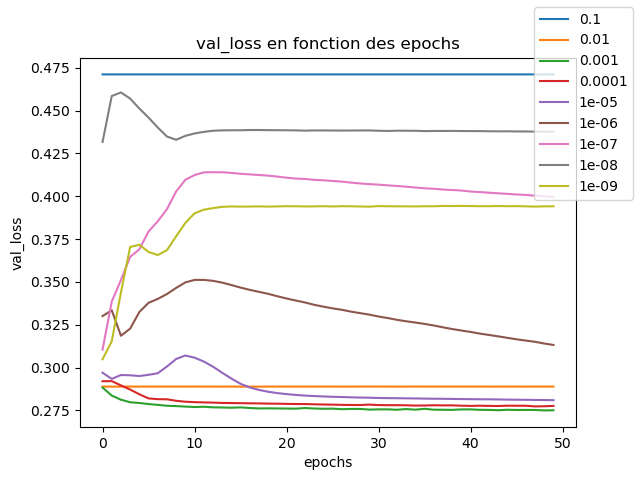 val_loss en fonction des epochs
0.1
0.01
0.001
0.0001
1e-05
1e-06
1e-07
1e-08
1e-09
0.475
0.450
0.425
0.400
0.375
0.350
0.325
0.300
0.275
val_loss
0 10 20 30 40 50
epochs